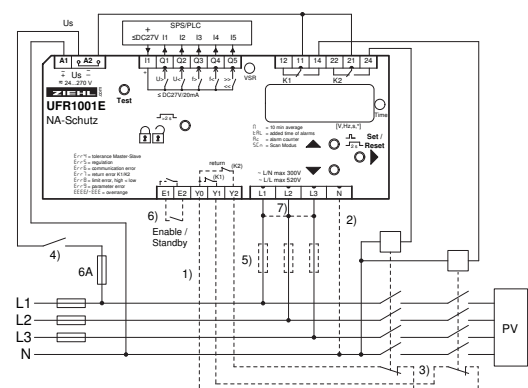 Us
SPS/PLC
≤DC27V I1 I2 I3 I4 I5
A1 A2
I1 Q1 Q2 Q3 Q4 Q5
12 11 14 22 21 24
Us
≂ 24...270 V
U> U< f> f< >> <<
VSR
K1 K2
ZIEHL
.com
Test
≤ DC27V/20mA
UFR1001E
NA-Schutz
Time
[V,Hz,s,°]
= 10 min average
= added time of alarms
= alarm counter
= Scan Modus
Set /
Reset
= tolerance Master-Slave
= regulation
= communication error
= return error K1/K2
= limit error, high = low
= parameter error
= overrange
return
(K2)
(K1)
~ L/N max 300V
~ L/L max 520V
E1 E2 Y0 Y1 Y2 L1 L2 L3 N
6)
7)
2)
Enable /
Standby
4)
1)
5)
6A
L1
L2
L3
N
PV
3)